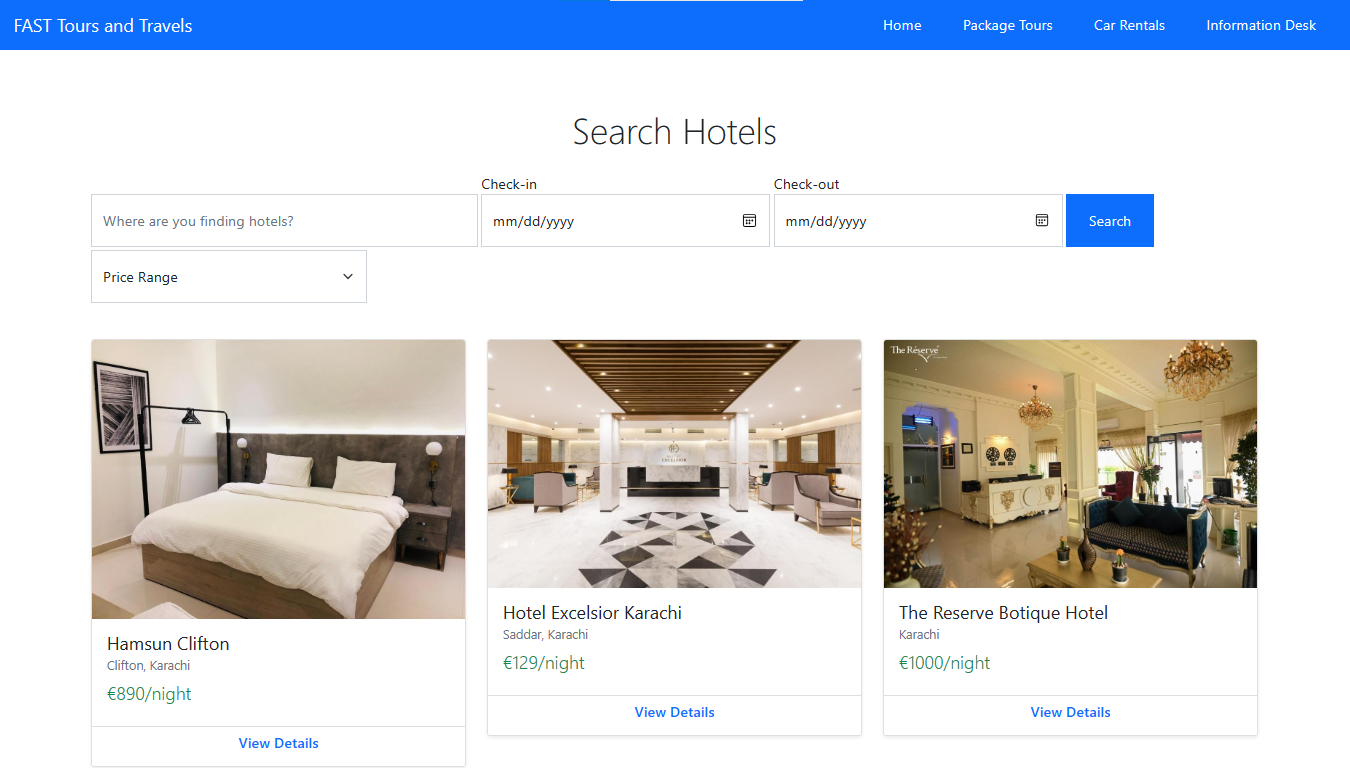 FAST Tours and Travels Home Package Tours Car Rentals Information Desk
Search Hotels
Check-in Check-out
Where are you finding hotels? mm/dd/yyyy mm/dd/yyyy Search
Price Range
The Réserve
EXCELSIOR
Hamsun Clifton
Clifton, Karachi
€890/night
View Details
Hotel Excelsior Karachi
Saddar, Karachi
€129/night
View Details
The Reserve Botique Hotel
Karachi
€1000/night
View Details